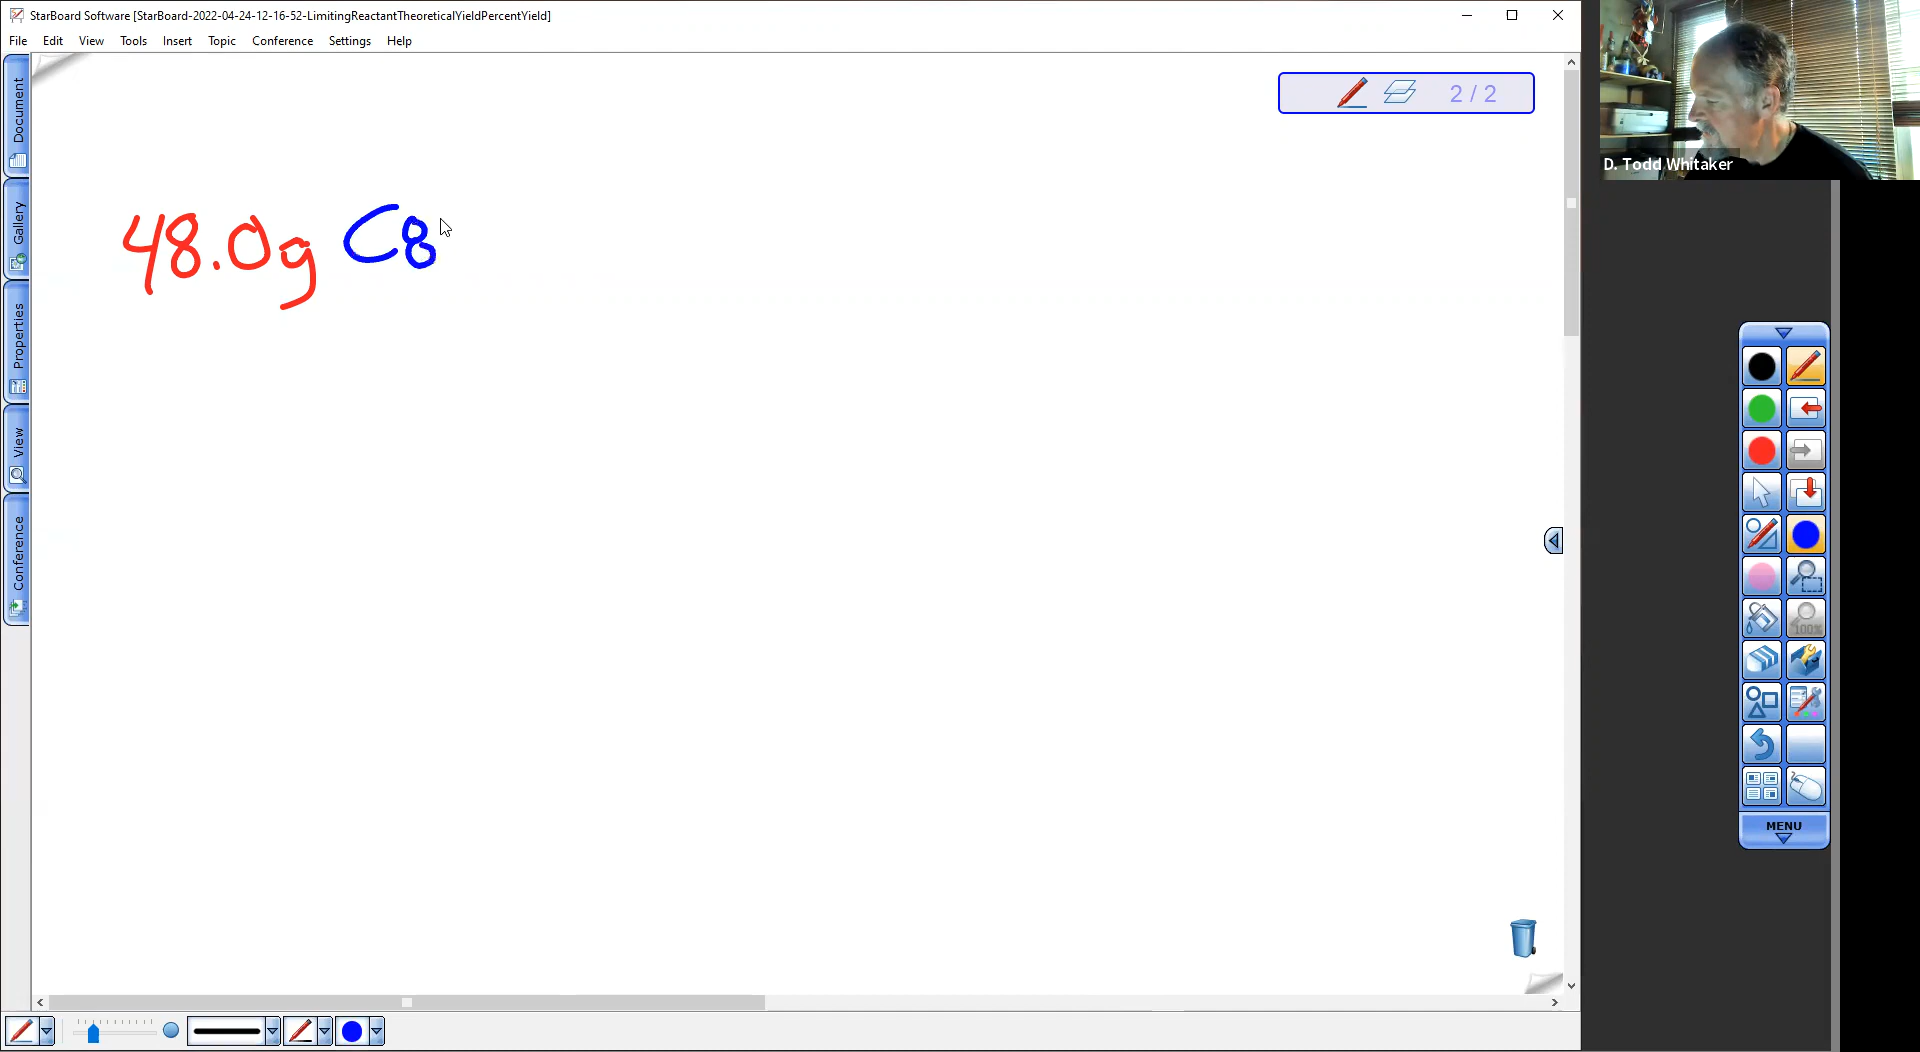 StarBoard Software [StarBoard-2022-04-24-12-16-52-LimitingReactantTheoreticalYieldPercentYield]
File Edit View Tools Insert Topic Conference Settings Help
2 / 2
D. Todd Whitaker
Document
Gallery
Properties
View
Conference
48.0g C8
100%
MENU